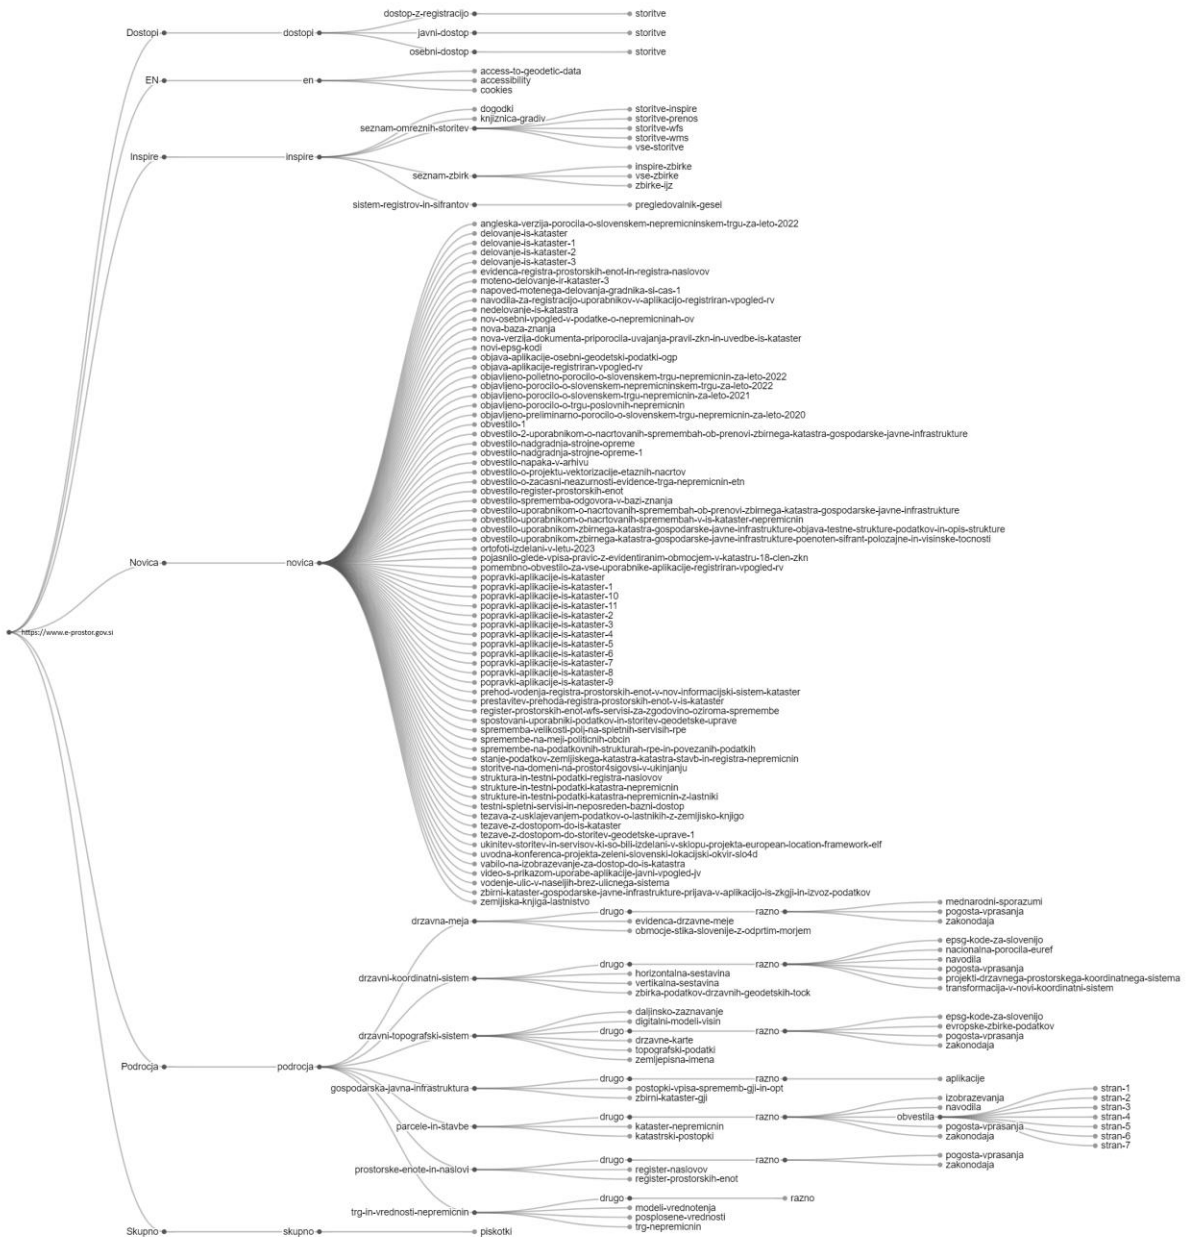 dostop-z-registracijo storitve
Dostopi dostopi javni-dostop storitve
osebni-dostop storitve
access-to-geodetic-data
EN en accessibility
cookies
dogodki storitve-inspire
knjiznica-gradiv storitve-prenos
seznam-omreznih-storitev storitve-wfs
storitve-wms
vse-storitve
Inspire inspire
inspire-zbirke
seznam-zbirk vse-zbirke
zbirke-ijz
sistem-registrov-in-sifrantov pregledovalnik-gesel
angleska-verzija-porocila-o-slovenskem-nepremicninskem-trgu-za-leto-2022
delovanje-is-kataster
delovanje-is-kataster-1
delovanje-is-kataster-2
delovanje-is-kataster-3
evidenca-registra-prostorskih-enot-in-registra-naslovov
moteno-delovanje-ir-kataster-3
napoved-motenega-delovanja-gradnika-si-cas-1
navodila-za-registracijo-uporabnikov-v-aplikacijo-registriran-vpogled-rv
nedelovanje-is-katastra
nov-osebni-vpogled-v-podatke-o-nepremicninah-ov
nova-baza-znanja
nova-verzija-dokumenta-priporocila-uvajanja-pravil-zkn-in-uvedbe-is-kataster
novi-epsg-kodi
objava-aplikacije-osebni-geodetski-podatki-ogp
objava-aplikacije-registriran-vpogled-rv
objavljeno-polletno-porocilo-o-slovenskem-trgu-nepremicnin-za-leto-2022
objavljeno-porocilo-o-slovenskem-nepremicninskem-trgu-za-leto-2022
objavljeno-porocilo-o-slovenskem-trgu-nepremicnin-za-leto-2021
objavljeno-porocilo-o-trgu-poslovnih-nepremicnin
objavljeno-preliminarno-porocilo-o-slovenskem-trgu-nepremicnin-za-leto-2020
obvestilo-1
obvestilo-2-uporabnikom-o-nacrtovanih-spremembah-ob-prenovi-zbirnega-katastra-gospodarske-javne-infrastrukture
obvestilo-nadgradnja-strojne-opreme
obvestilo-nadgradnja-strojne-opreme-1
obvestilo-napaka-v-arhivu
obvestilo-o-projektu-vektorizacije-etaznih-nacrtov
obvestilo-o-zacasni-neazurnosti-evidence-trga-nepremicnin-etn
obvestilo-register-prostorskih-enot
obvestilo-sprememba-odgovora-v-bazi-znanja
obvestilo-uporabnikom-o-nacrtovanih-spremembah-ob-prenovi-zbirnega-katastra-gospodarske-javne-infrastrukture
obvestilo-uporabnikom-o-nacrtovanih-spremembah-v-is-kataster-nepremicnin
obvestilo-uporabnikom-zbirnega-katastra-gospodarske-javne-infrastrukture-objava-testne-strukture-podatkov-in-opis-strukture
obvestilo-uporabnikom-zbirnega-katastra-gospodarske-javne-infrastrukture-poenoten-sifrant-polozajne-in-visinske-tocnosti
ortofoti-izdelani-v-letu-2023
pojasnilo-glede-vpisa-pravic-z-evidentiranim-obmocjem-v-katastru-18-clen-zkn
Novica novica pomembno-obvestilo-za-vse-uporabnike-aplikacije-registriran-vpogled-rv
popravki-aplikacije-is-kataster
popravki-aplikacije-is-kataster-1
popravki-aplikacije-is-kataster-10
popravki-aplikacije-is-kataster-11
popravki-aplikacije-is-kataster-2
popravki-aplikacije-is-kataster-3
https://www.e-prostor.gov.si popravki-aplikacije-is-kataster-4
popravki-aplikacije-is-kataster-5
popravki-aplikacije-is-kataster-6
popravki-aplikacije-is-kataster-7
popravki-aplikacije-is-kataster-8
popravki-aplikacije-is-kataster-9
prehod-vodenja-registra-prostorskih-enot-v-nov-informacijski-sistem-kataster
prestavitev-prehoda-registra-prostorskih-enot-v-is-kataster
register-prostorskih-enot-wfs-servisi-za-zgodovino-oziroma-spremembe
spostovani-uporabniki-podatkov-in-storitev-geodetske-uprave
sprememba-velikosti-polj-na-spletnih-servisih-rpe
spremembe-na-meji-politicnih-obcin
spremembe-na-podatkovnih-strukturah-rpe-in-povezanih-podatkih
stanje-podatkov-zemljiskega-katastra-katastra-stavb-in-registra-nepremicnin
storitve-na-domeni-na-prostor4sigovsi-v-ukinjanju
struktura-in-testni-podatki-registra-naslovov
strukture-in-testni-podatki-katastra-nepremicnin
strukture-in-testni-podatki-katastra-nepremicnin-z-lastniki
testni-spletni-servisi-in-neposreden-bazni-dostop
tezava-z-usklajevanjem-podatkov-o-lastnikih-z-zemljisko-knjigo
tezave-z-dostopom-do-is-kataster
tezave-z-dostopom-do-storitev-geodetske-uprave-1
ukinitev-storitev-in-servisov-ki-so-bili-izdelani-v-sklopu-projekta-european-location-framework-elf
uvodna-konferenca-projekta-zeleni-slovenski-lokacijski-okvir-slo4d
vabilo-na-izobrazevanje-za-dostop-do-is-katastra
video-s-prikazom-uporabe-aplikacije-javni-vpogled-jv
vodenje-ulic-v-naseljih-brez-ulicnega-sistema
zbirni-kataster-gospodarske-javne-infrastrukture-prijava-v-aplikacijo-is-zkgji-in-izvoz-podatkov
zemljiska-knjiga-lastnistvo
mednarodni-sporazumi
drugo razno pogosta-vprasanja
drzavna-meja evidenca-drzavne-meje zakonodaja
obmocje-stika-slovenije-z-odprtim-morjem
epsg-kode-za-slovenijo
nacionalna-porocila-euref
drugo razno navodila
horizontalna-sestavina pogosta-vprasanja
drzavni-koordinatni-sistem vertikalna-sestavina projekti-drzavnega-prostorskega-koordinatnega-sistema
zbirka-podatkov-drzavnih-geodetskih-tock transformacija-v-novi-koordinatni-sistem
daljinsko-zaznavanje epsg-kode-za-slovenijo
digitalni-modeli-visin evropske-zbirke-podatkov
drzavni-topografski-sistem drugo razno pogosta-vprasanja
drzavne-karte zakonodaja
topografski-podatki
zemljepisna-imena
Podrocja podrocja
drugo razno aplikacije
gospodarska-javna-infrastruktura postopki-vpisa-sprememb-gji-in-opt stran-1
zbirni-kataster-gji izobrazevanja stran-2
navodila stran-3
drugo razno obvestila stran-4
parcele-in-stavbe kataster-nepremicnin pogosta-vprasanja stran-5
katastrski-postopki zakonodaja stran-6
stran-7
drugo razno pogosta-vprasanja
prostorske-enote-in-naslovi register-naslovov zakonodaja
register-prostorskih-enot
drugo razno
modeli-vrednotenja
trg-in-vrednosti-nepremicnin posplosene-vrednosti
trg-nepremicnin
Skupno skupno piskotki